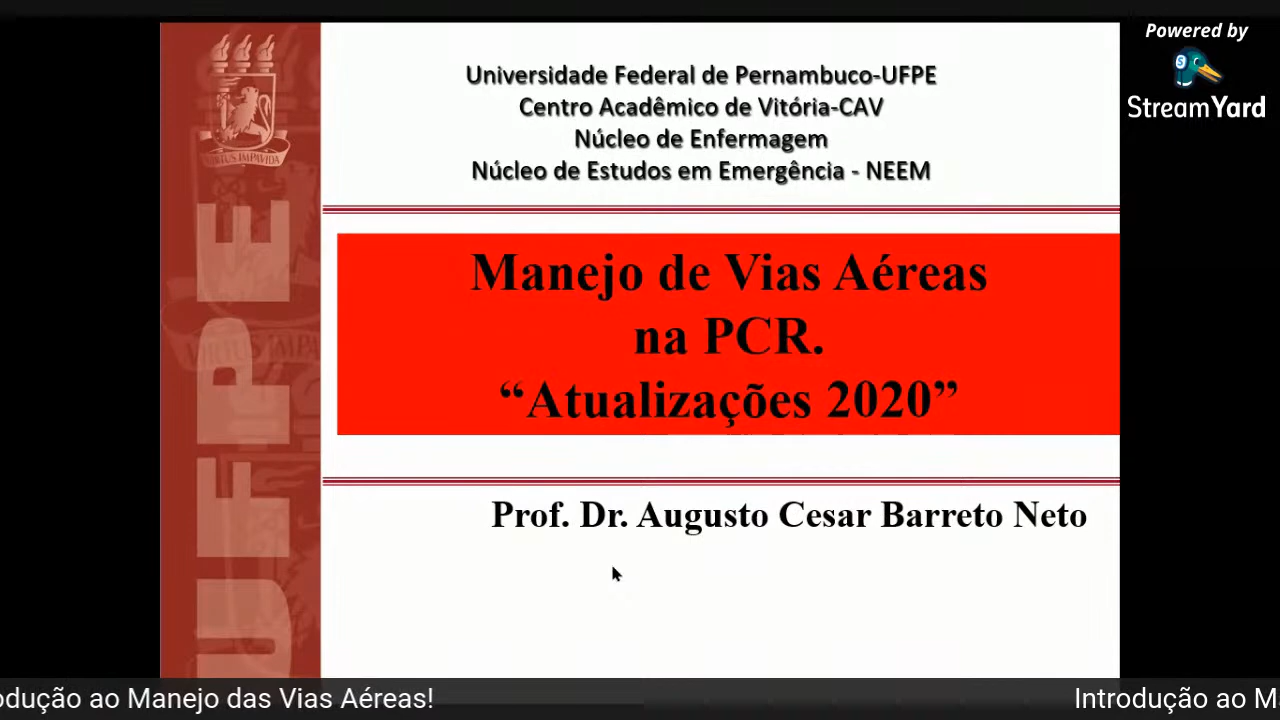 Powered by
StreamYard
Universidade Federal de Pernambuco-UFPE
Centro Acadêmico de Vitória-CAV
Núcleo de Enfermagem
Núcleo de Estudos em Emergência - NEEM
VIRTUS IMPAVIDA
UFPE
Manejo de Vias Aéreas
na PCR.
“Atualizações 2020”
Prof. Dr. Augusto Cesar Barreto Neto
odução ao Manejo das Vias Aéreas! Introdução ao M